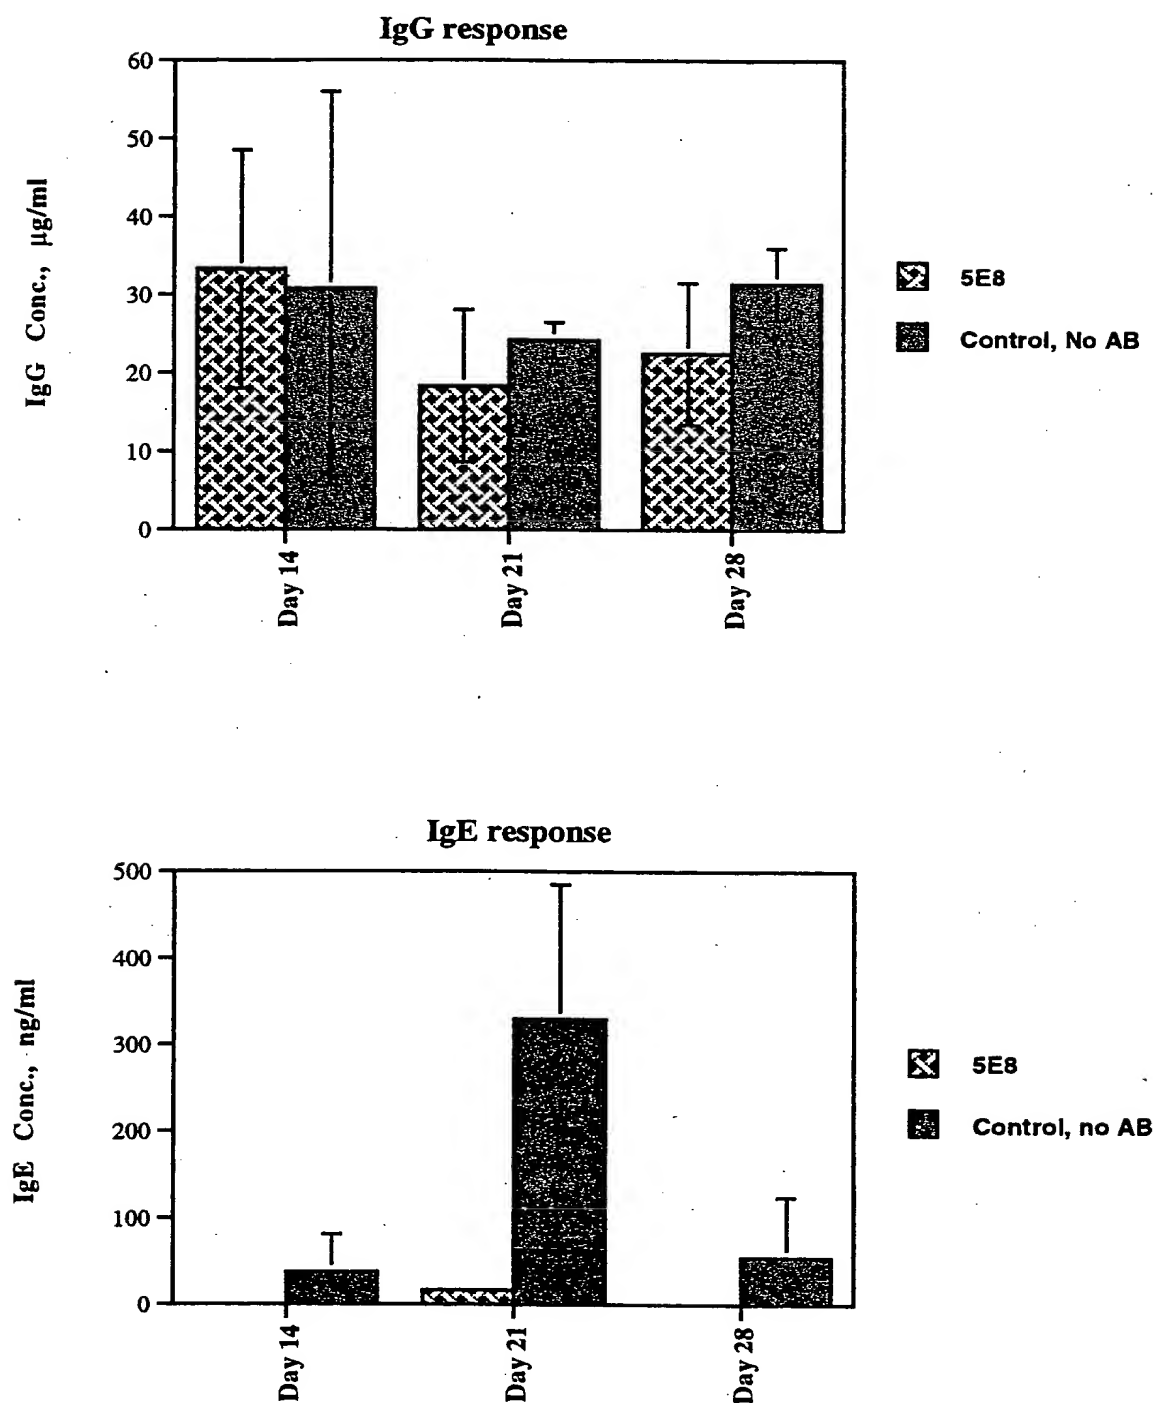 IgG response
60
50
40
30
20
10
0
IgG Conc., µg/ml
Day 14
Day 21
Day 28
5E8
Control, No AB
IgE response
500
400
300
200
100
0
IgE Conc., ng/ml
Day 14
Day 21
Day 28
5E8
Control, no AB